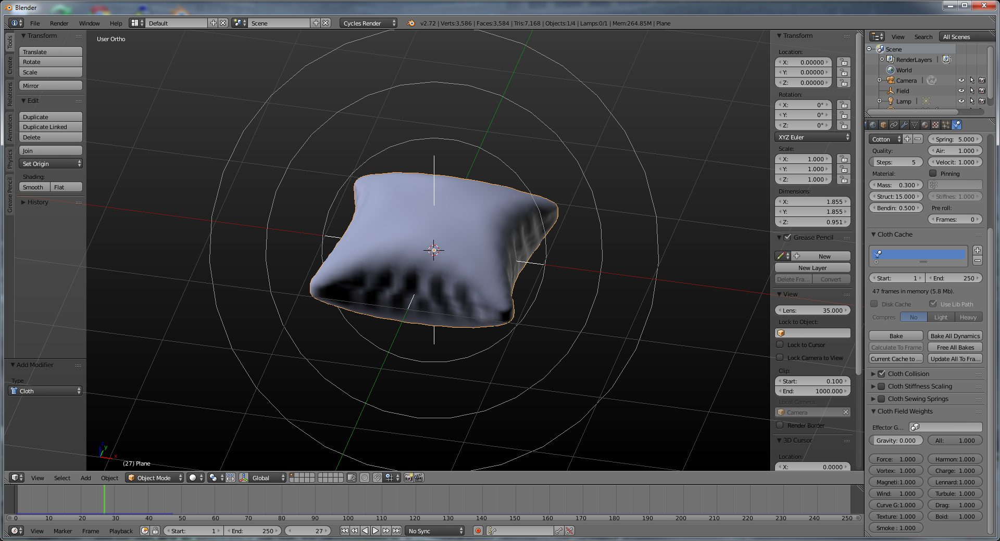 Blender
File Render Window Help Default Scene Cycles Render v2.72 | Verts:3,586 | Faces:3,584 | Tris:7,168 | Objects:1/4 | Lamps:0/1 | Mem:264.85M | Plane
Tools
Create
Relations
Animation
Physics
Grease Pencil
Transform
Translate
Rotate
Scale
Mirror
Edit
Duplicate
Duplicate Linked
Delete
Join
Set Origin
Shading:
Smooth Flat
History
Add Modifier
Type
Cloth
User Ortho
z
y
x
(27) Plane
Transform
Location:
X: 0.00000
Y: 0.00000
Z: 0.00000
Rotation:
X: 0°
Y: 0°
Z: 0°
XYZ Euler
Scale:
X: 1.000
Y: 1.000
Z: 1.000
Dimensions:
X: 1.855
Y: 1.855
Z: 0.951
Grease Pencil
New
New Layer
Delete Fra... Convert
View
Lens: 35.000
Lock to Object:
Lock to Cursor
Lock Camera to View
Clip:
Start: 0.100
End: 1000.000
Local Camera:
Camera
Render Border
3D Cursor
Location:
X: 0.0000
View Search All Scenes
Scene
RenderLayers
World
Camera
Field
Lamp
Cotton Spring: 5.000
Quality: Air: 1.000
Steps: 5 Velocit: 1.000
Material: Pinning
Mass: 0.300
Struct: 15.000 Stiffnes: 1.000
Bendin: 0.500 Pre roll:
Frames: 0
Cloth Cache
Start: 1 End: 250
47 frames in memory (5.8 Mb).
Disk Cache Use Lib Path
Compres No Light Heavy
Bake Bake All Dynamics
Calculate To Frame Free All Bakes
Current Cache to ... Update All To Fra...
Cloth Collision
Cloth Stiffness Scaling
Cloth Sewing Springs
Cloth Field Weights
Effector G...
Gravity: 0.000 All: 1.000
Force: 1.000 Harmon: 1.000
Vortex: 1.000 Charge: 1.000
Magneti: 1.000 Lennard: 1.000
Wind: 1.000 Turbule: 1.000
Curve G: 1.000 Drag: 1.000
Texture: 1.000 Boid: 1.000
Smoke : 1.000
View Select Add Object Object Mode Global
0 10 20 30 40 50 60 70 80 90 100 110 120 130 140 150 160 170 180 190 200 210 220 230 240 250
View Marker Frame Playback Start: 1 End: 250 27 No Sync